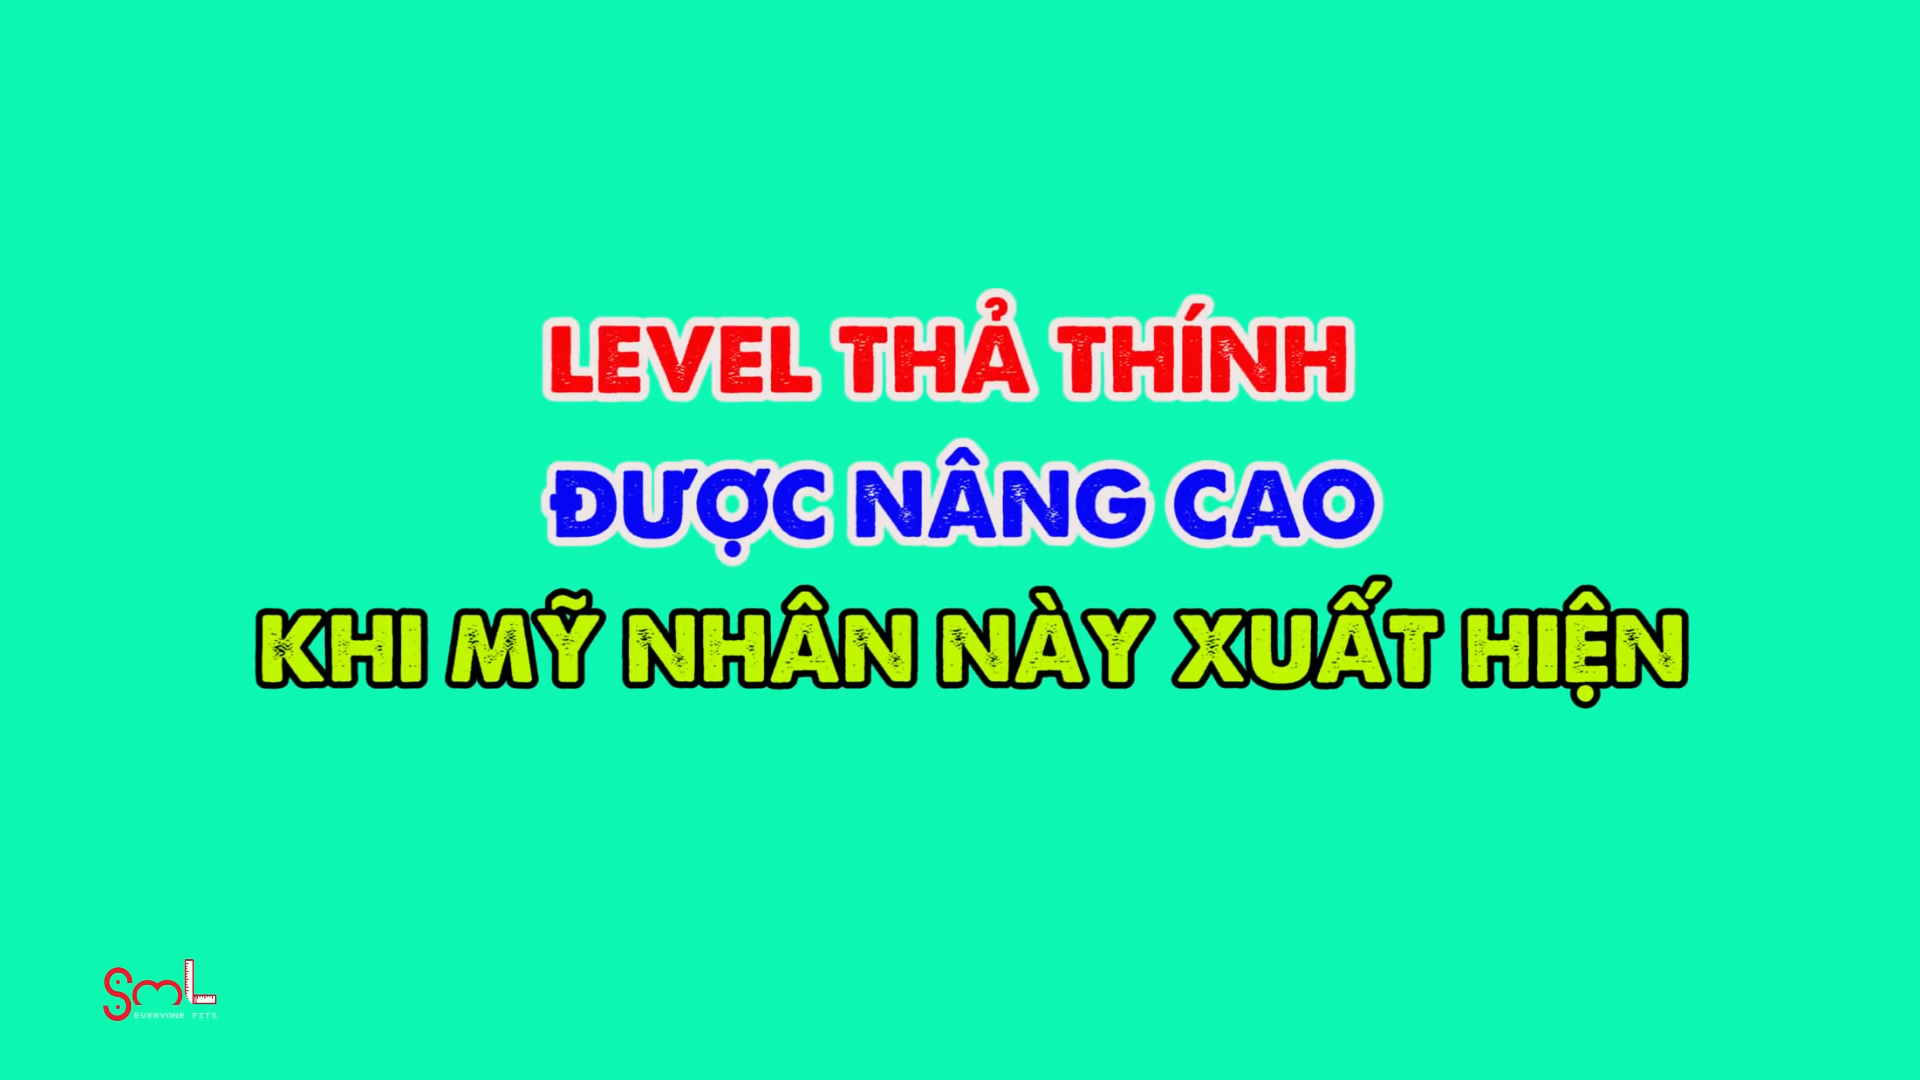 LEVEL THẢ THÍNH
ĐƯỢC NÂNG CAO
KHI MỸ NHÂN NÀY XUẤT HIỆN
SML
EVERYONE FITS